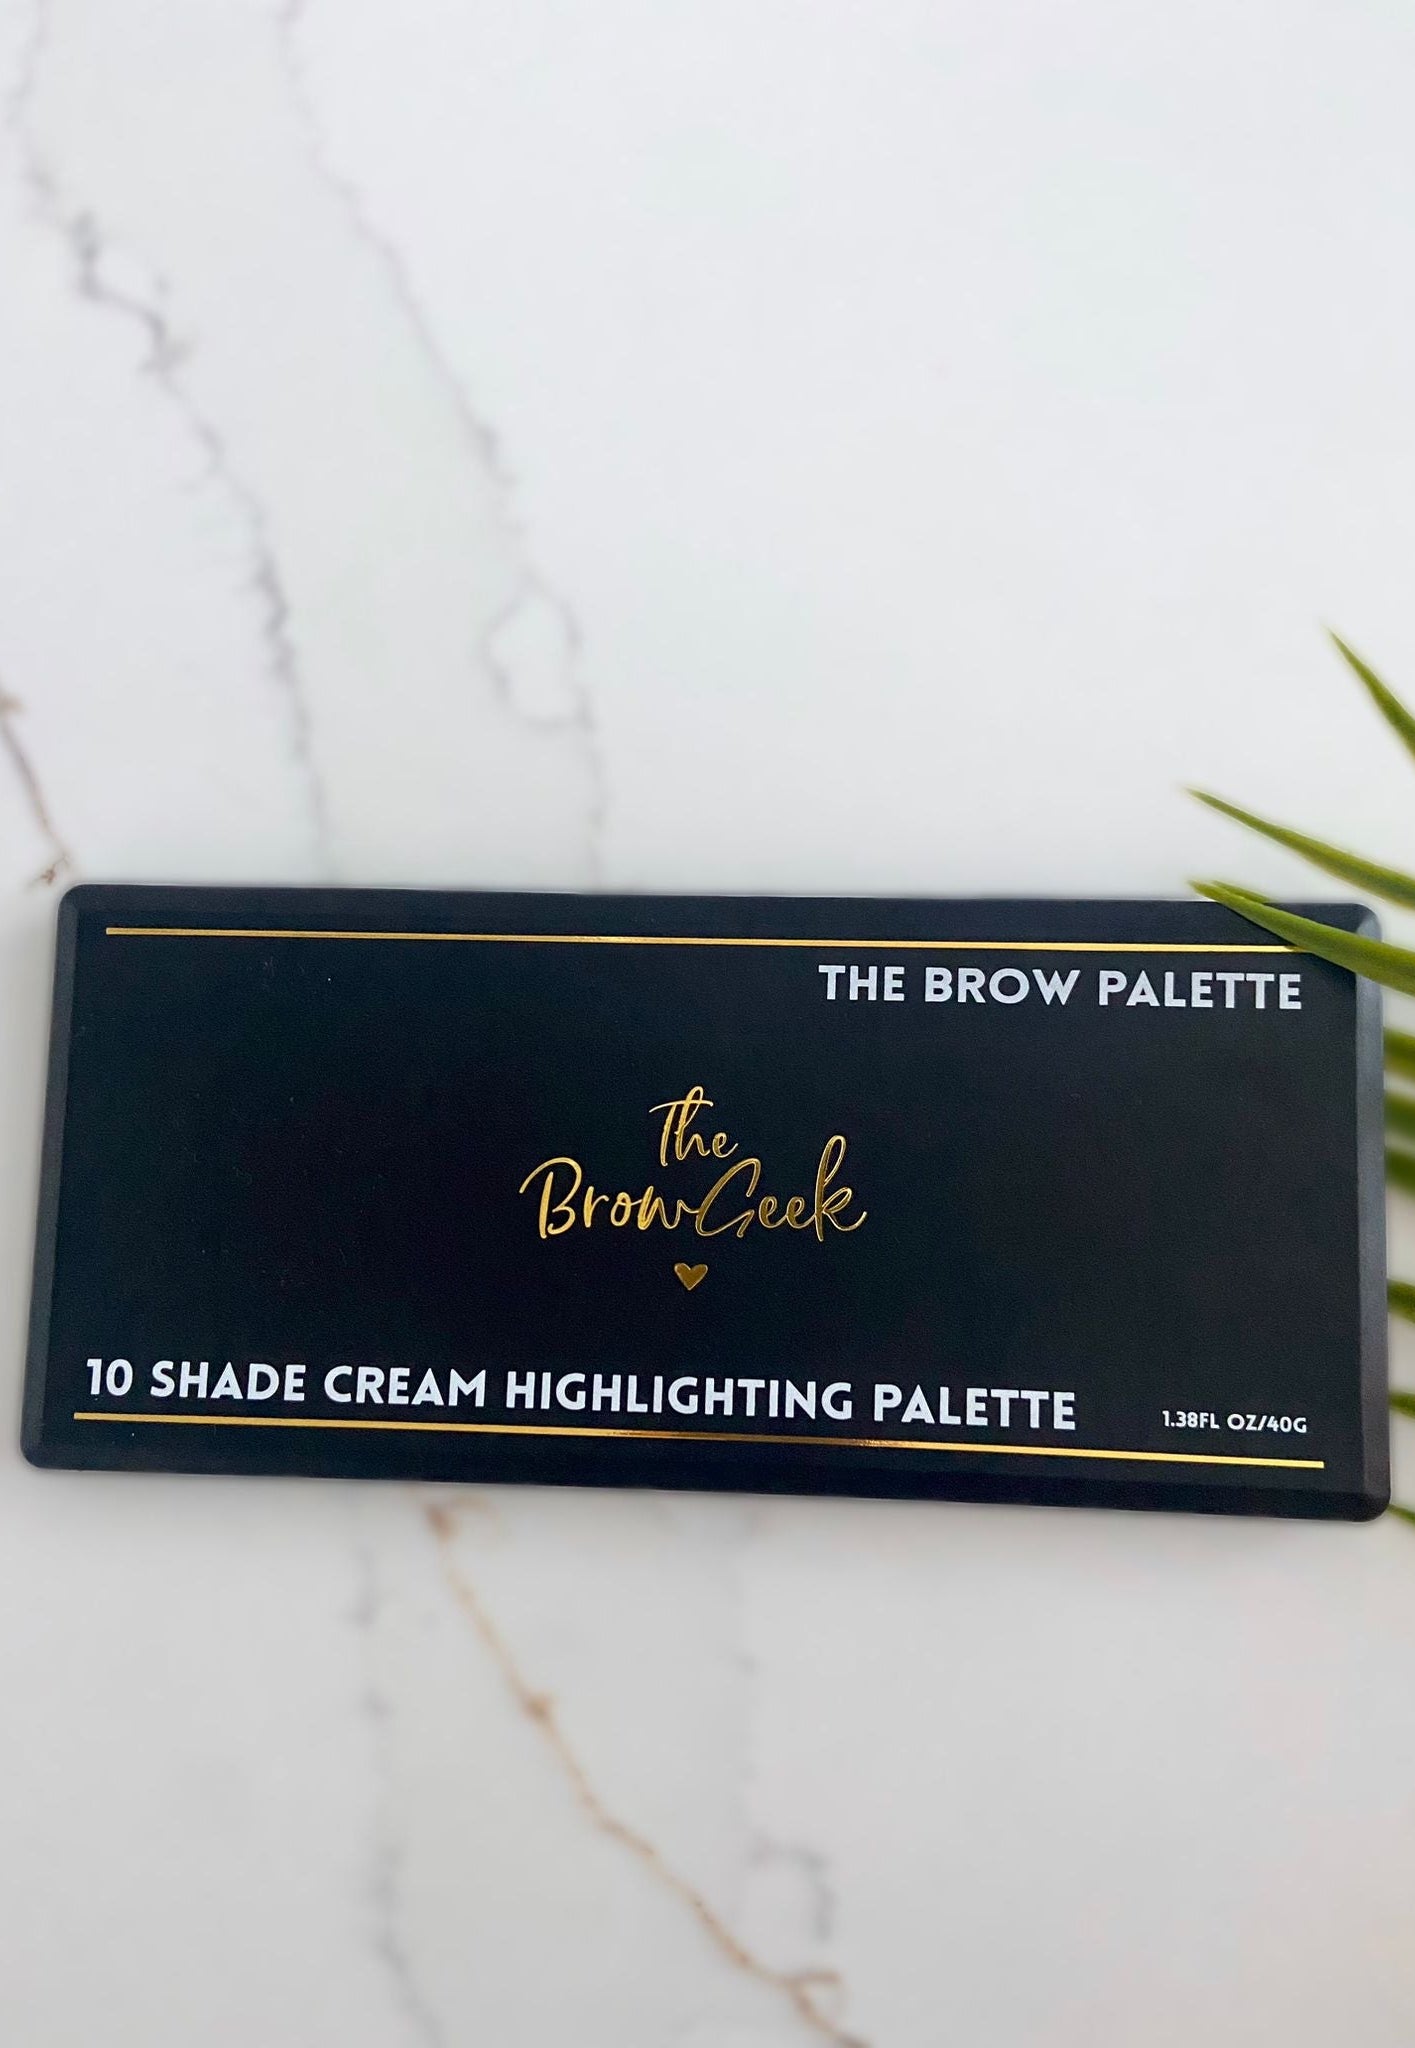 THE BROW PALETTE
The
BrowGeek
10 SHADE CREAM HIGHLIGHTING PALETTE
1.38FL OZ/40G